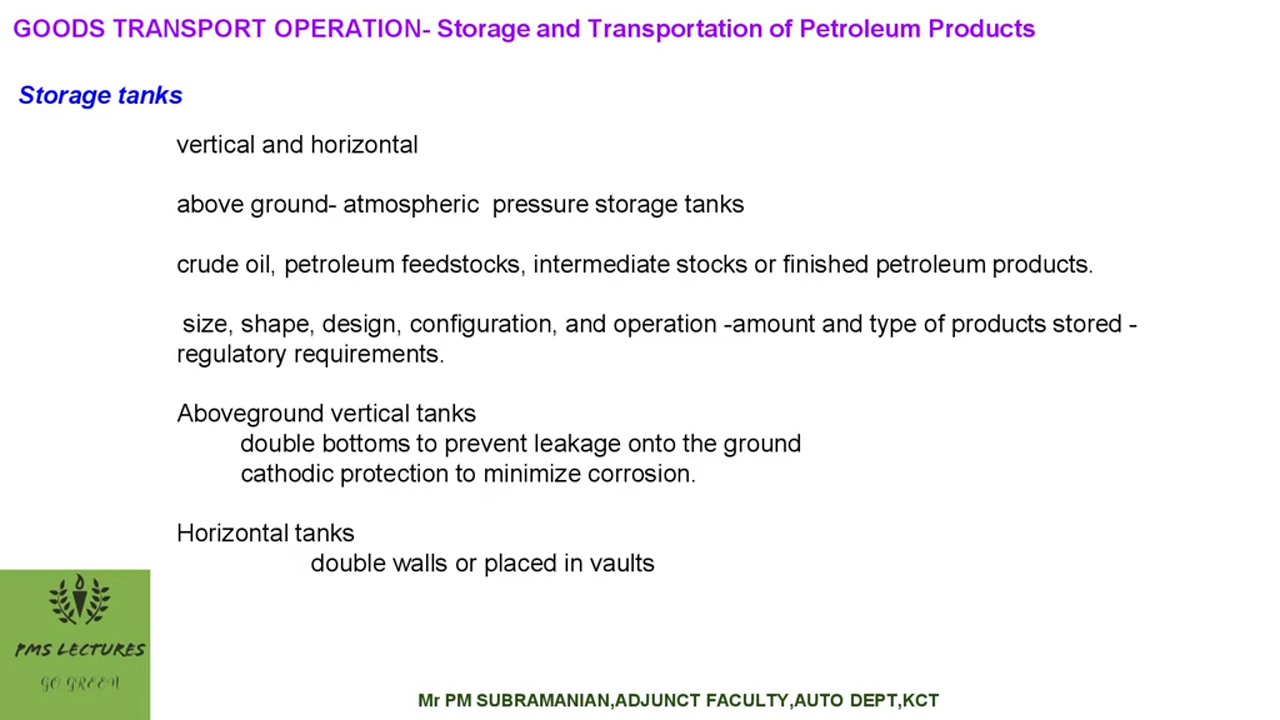 GOODS TRANSPORT OPERATION- Storage and Transportation of Petroleum Products
Storage tanks
vertical and horizontal
above ground- atmospheric  pressure storage tanks
crude oil, petroleum feedstocks, intermediate stocks or finished petroleum products.
size, shape, design, configuration, and operation -amount and type of products stored -
regulatory requirements.
Aboveground vertical tanks
double bottoms to prevent leakage onto the ground
cathodic protection to minimize corrosion.
Horizontal tanks
double walls or placed in vaults
PMS LECTURES
GO GREEN
Mr PM SUBRAMANIAN,ADJUNCT FACULTY,AUTO DEPT,KCT